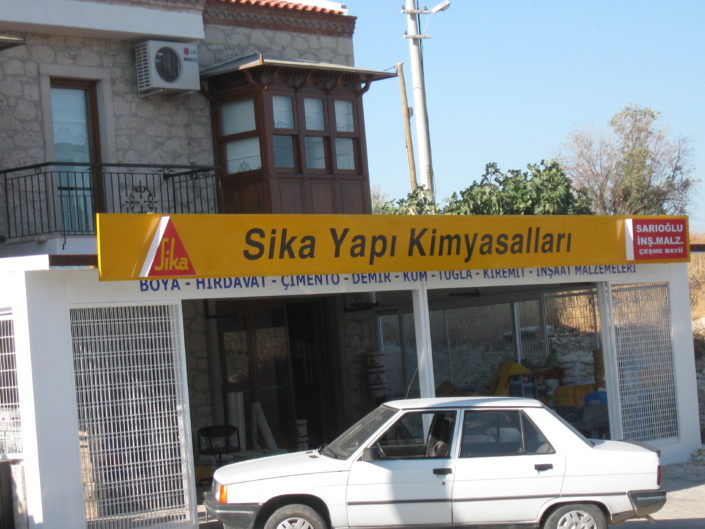 Sika
Sika Yapı Kimyasalları
SARIOĞLU
İNŞ.MALZ.
ÇEŞME BAYİİ
BOYA - HIRDAVAT - ÇİMENTO - DEMİR - KUM - TUĞLA - KİREMİT - İNŞAAT MALZEMELERİ